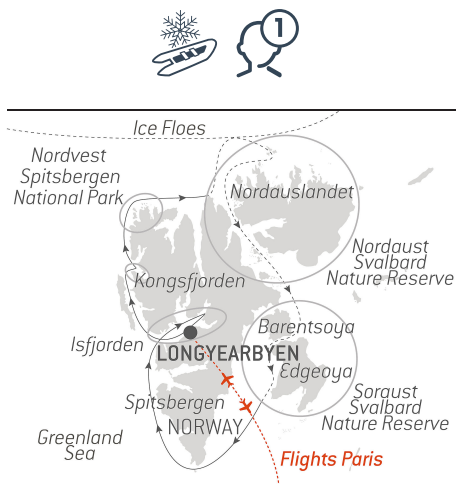 1
Ice Floes
Nordvest
Spitsbergen
National Park
Nordauslandet
Nordaust
Svalbard
Nature Reserve
Kongsfjorden
Isfjorden
LONGYEARBYEN
Barentsoya
Edgeoya
Spitsbergen
NORWAY
Soraust
Svalbard
Nature Reserve
Greenland
Sea
Flights Paris